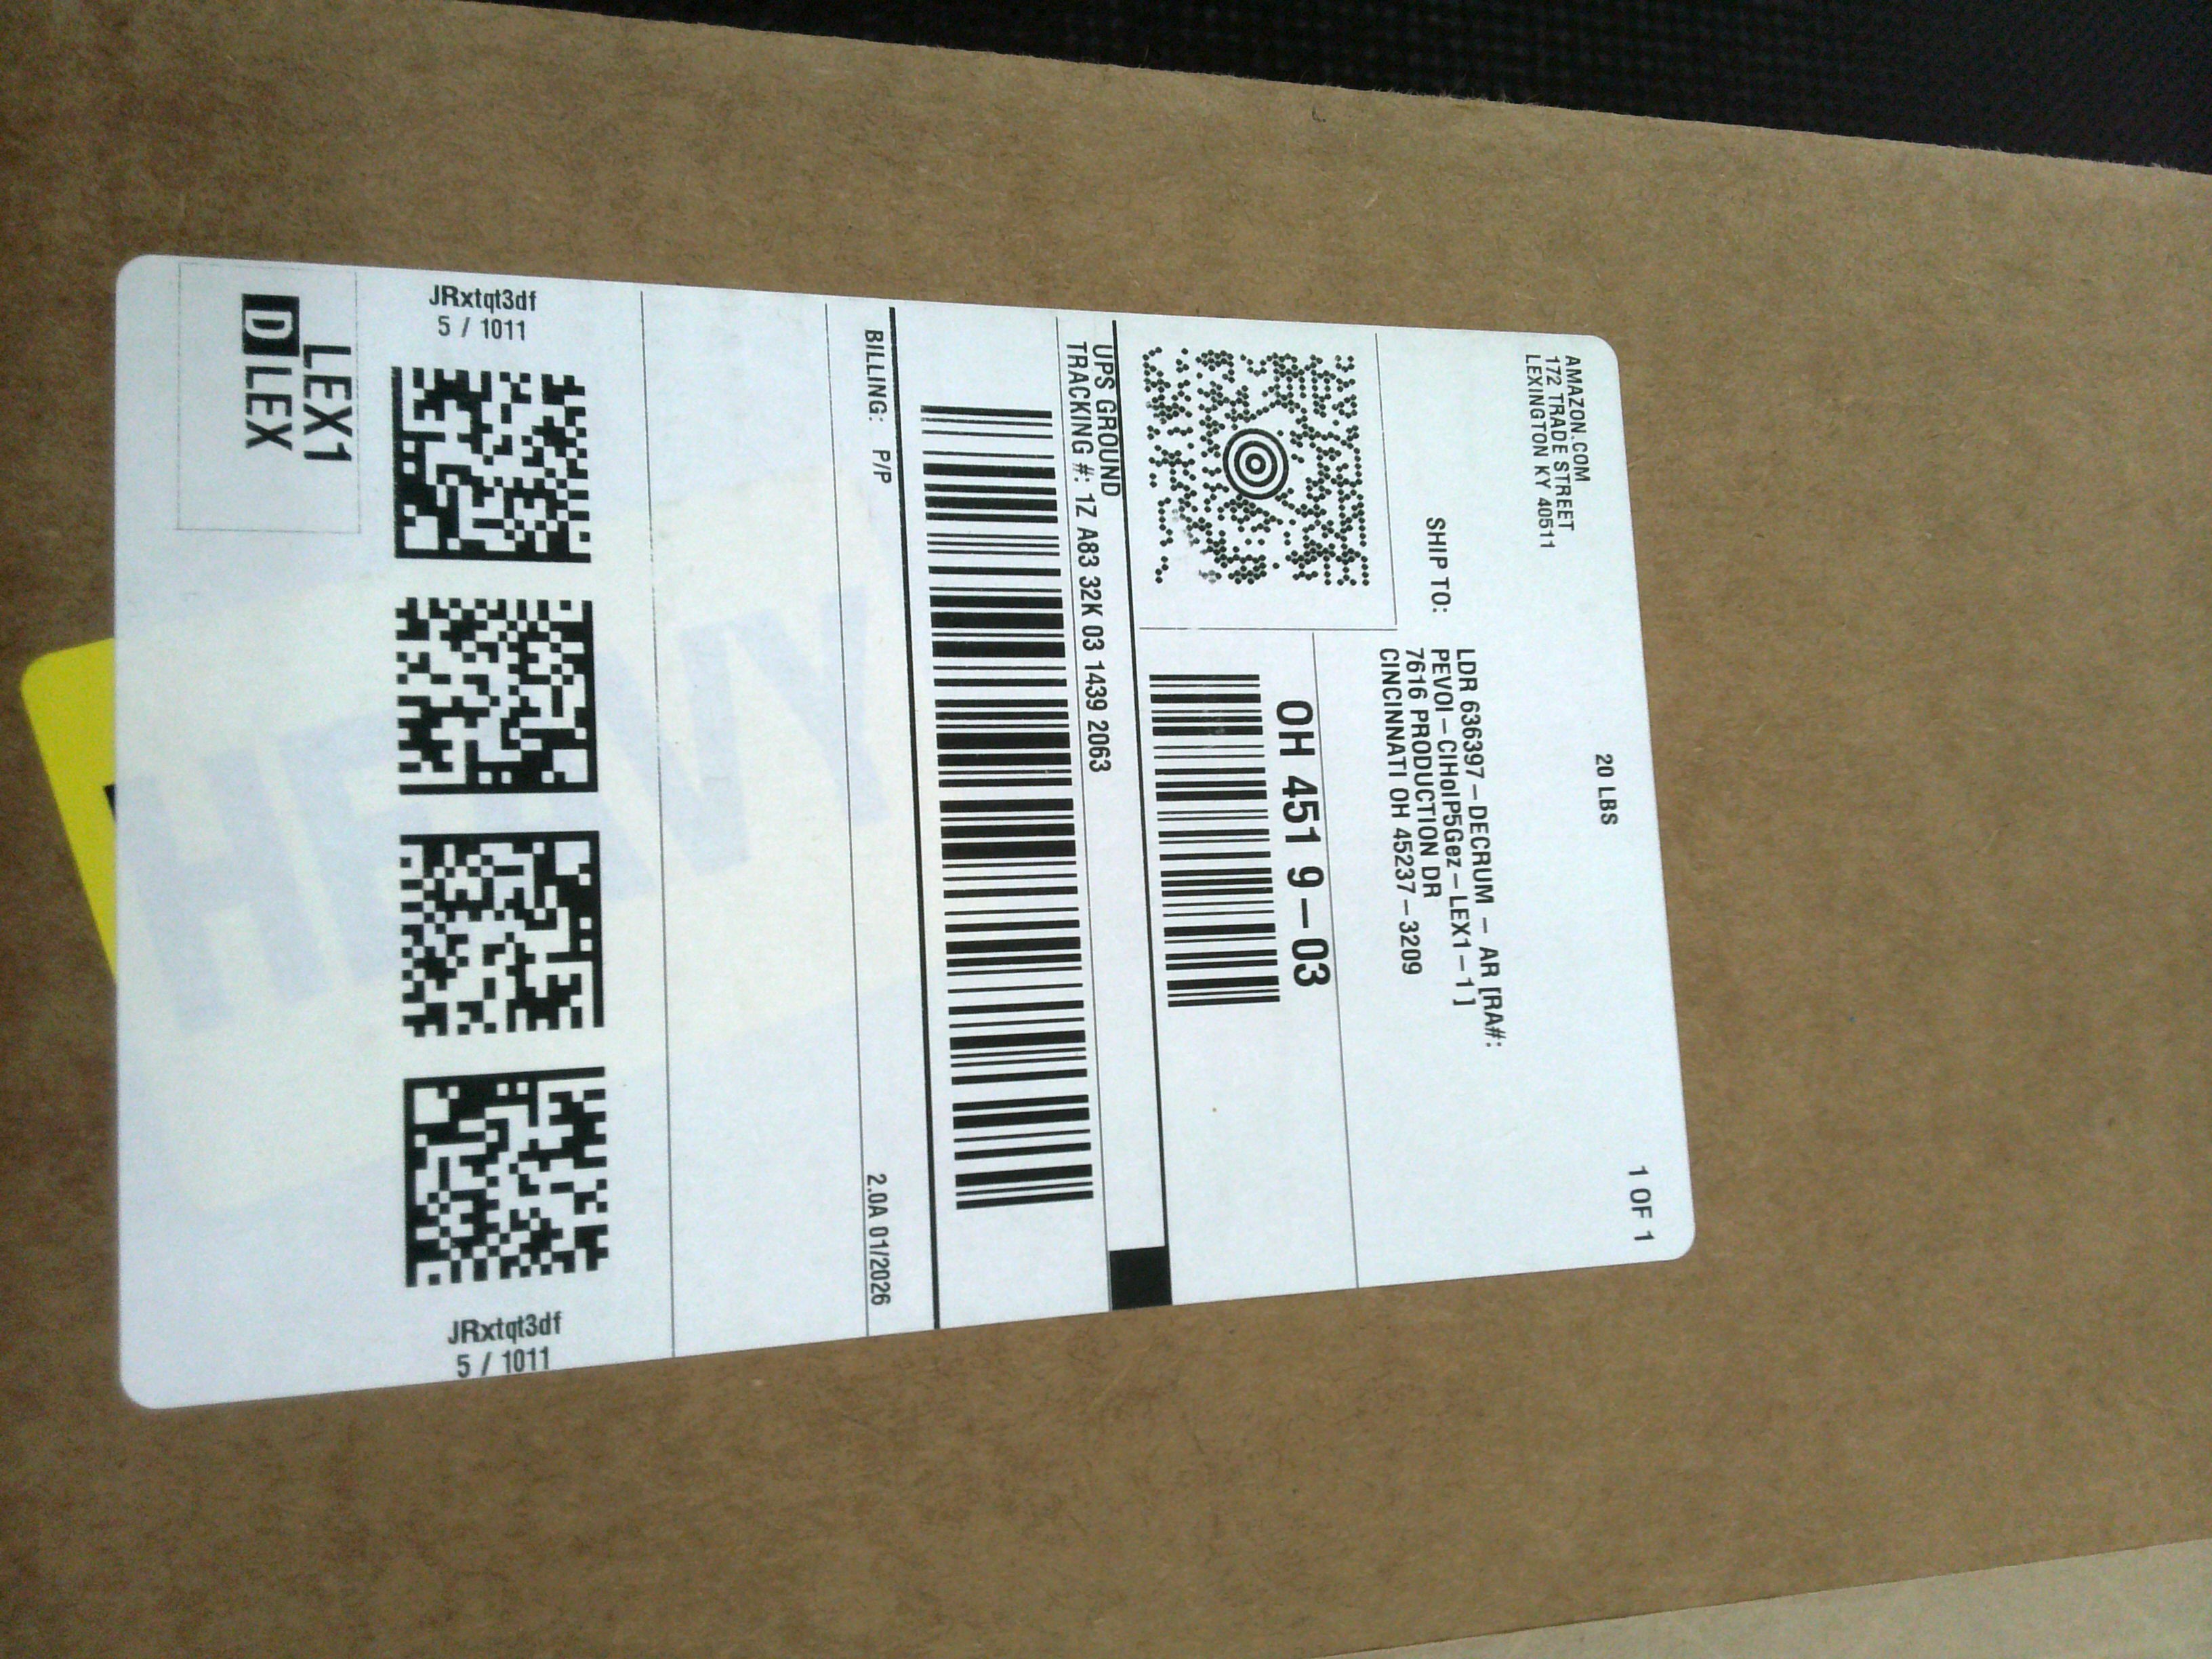 AMAZON.COM
172 TRADE STREET
LEXINGTON KY 40511
20 LBS
1 OF 1
SHIP TO:
LDR 636397-DECRUM - AR [RA#:
PEVOI-CIHolP5Gez-LEX1-1]
7616 PRODUCTION DR
CINCINNATI OH 45237-3209
OH 451 9-03
UPS GROUND
TRACKING #: 1Z A83 32K 03 1439 2063
BILLING: P/P
2.0A 01/2026
JRxtqt3df
5 / 1011
JRxtqt3df
5 / 1011
LEX1
D LEX
HEAVY